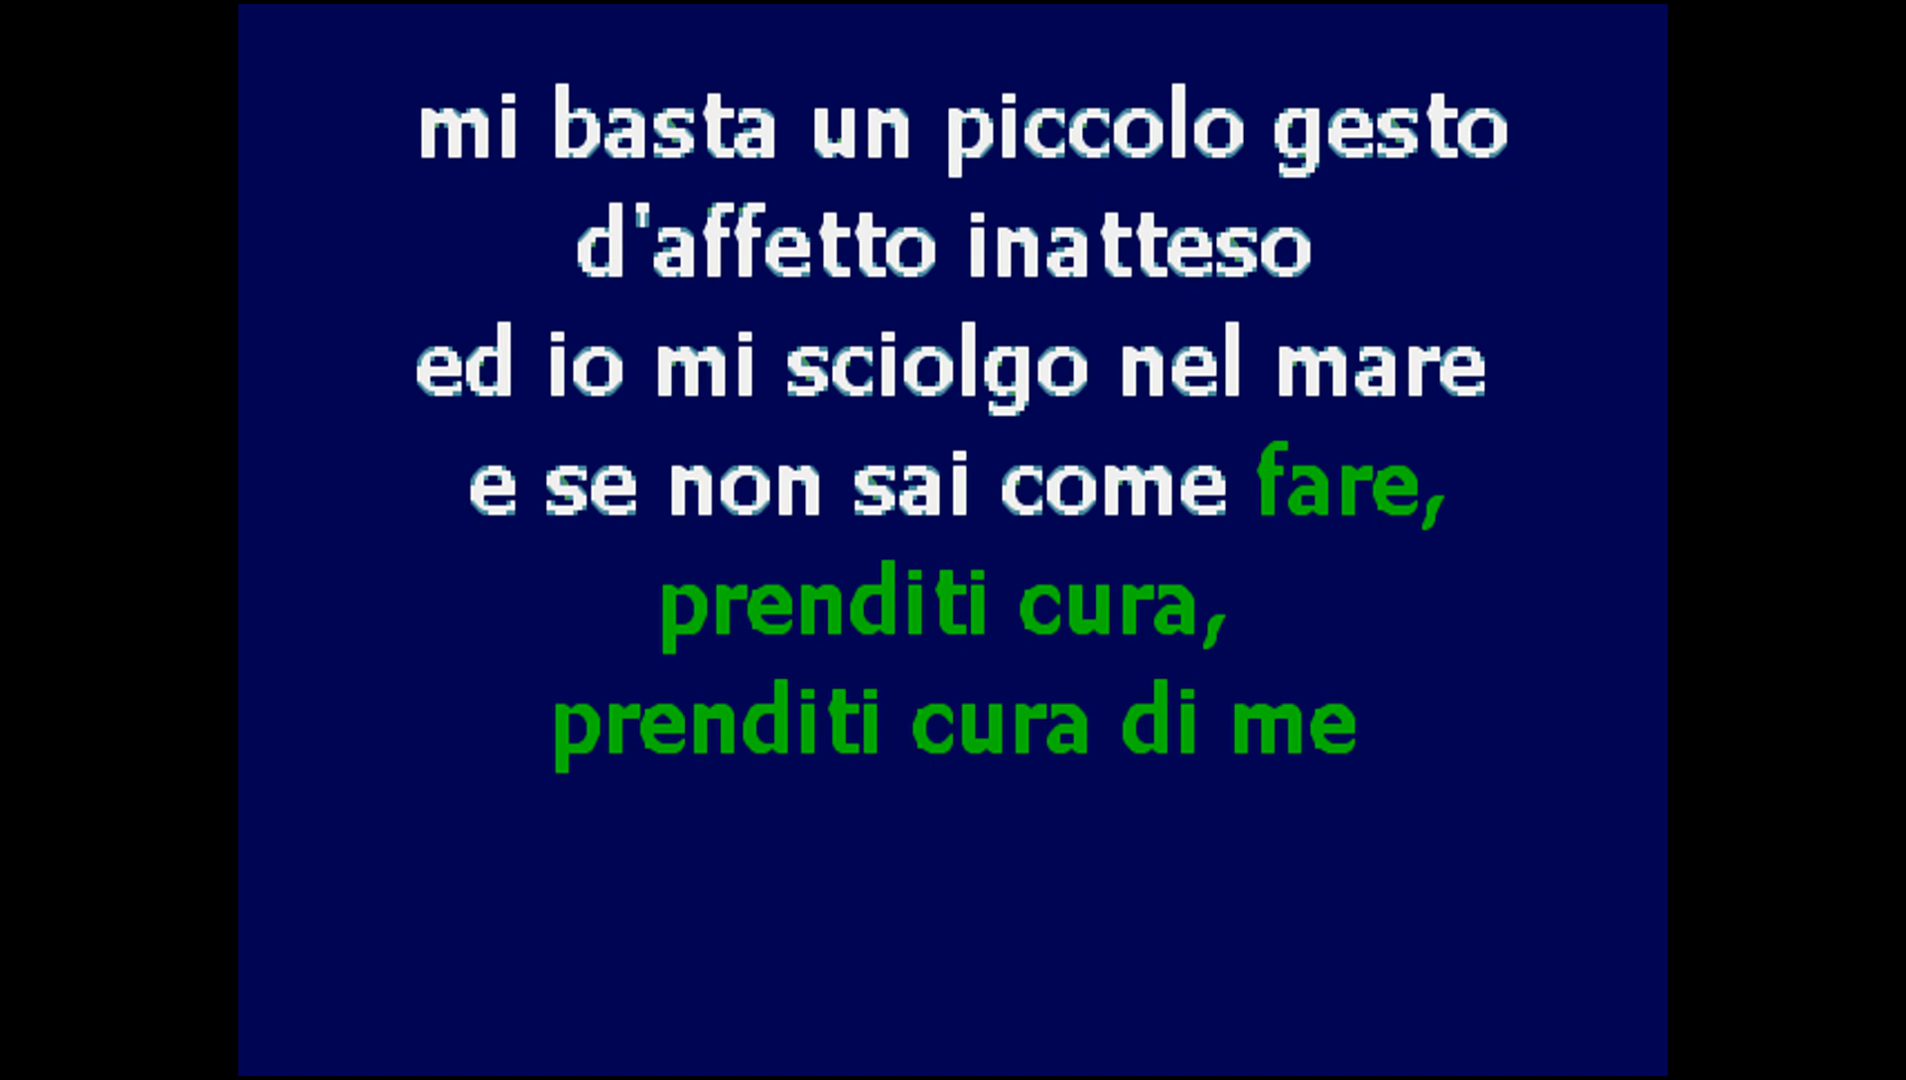 mi basta un piccolo gesto
d'affetto inatteso
ed io mi sciolgo nel mare
e se non sai come fare,
prenditi cura,
prenditi cura di me